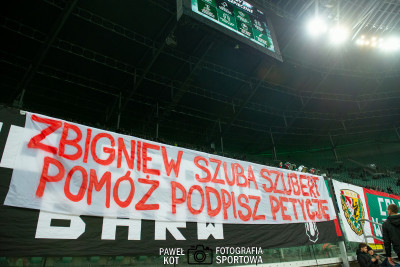 ZBIGNIEW SZUBA SZUBERT
POMÓŻ PODPISZ PETYCJE
BARW
PAWEŁ KOT
FOTOGRAFIA SPORTOWA